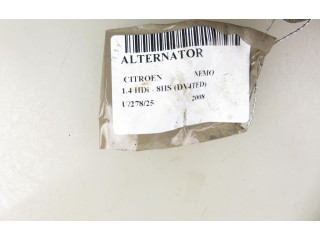 ALTERNATOR
CITROEN NEMO
1.4 HDi - 8HS (DV4TED)
U/278/25 2008